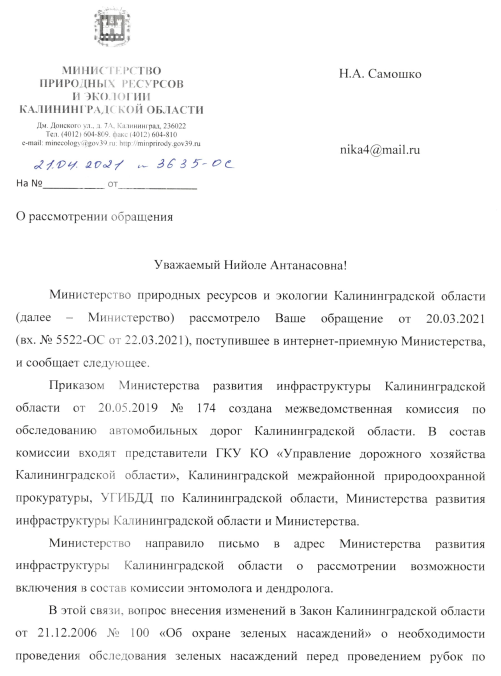 МИНИСТЕРСТВО
ПРИРОДНЫХ РЕСУРСОВ
И ЭКОЛОГИИ
КАЛИНИНГРАДСКОЙ ОБЛАСТИ
Дм. Донского ул., д. 7А, Калининград, 236022
Тел. (4012) 604-809, факс (4012) 604-810
e-mail: minecology@gov39.ru; http://minprirody.gov39.ru
21.04.2021 № 3635-ОС
На №___________ от______________
Н.А. Самошко
nika4@mail.ru
О рассмотрении обращения
Уважаемый Нийоле Антанасовна!
Министерство природных ресурсов и экологии Калининградской области
(далее – Министерство) рассмотрело Ваше обращение от 20.03.2021
(вх. № 5522-ОС от 22.03.2021), поступившее в интернет-приемную Министерства,
и сообщает следующее.
Приказом Министерства развития инфраструктуры Калининградской
области от 20.05.2019 № 174 создана межведомственная комиссия по
обследованию автомобильных дорог Калининградской области. В состав
комиссии входят представители ГКУ КО «Управление дорожного хозяйства
Калининградской области», Калининградской межрайонной природоохранной
прокуратуры, УГИБДД по Калининградской области, Министерства развития
инфраструктуры Калининградской области и Министерства.
Министерство направило письмо в адрес Министерства развития
инфраструктуры Калининградской области о рассмотрении возможности
включения в состав комиссии энтомолога и дендролога.
В этой связи, вопрос внесения изменений в Закон Калининградской области
от 21.12.2006 № 100 «Об охране зеленых насаждений» о необходимости
проведения обследования зеленых насаждений перед проведением рубок по